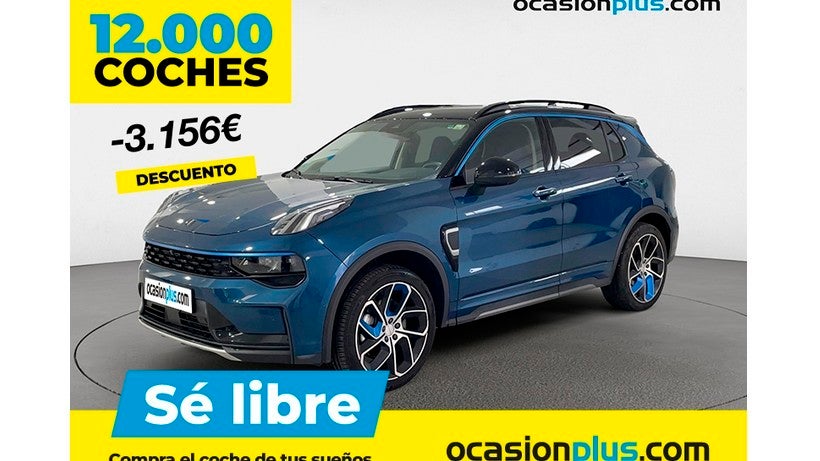 ocasionplus.com
12.000
COCHES
-3.156€
DESCUENTO
ocasionplus.com
Sé libre
Compra el coche de tus sueños
ocasionplus.com